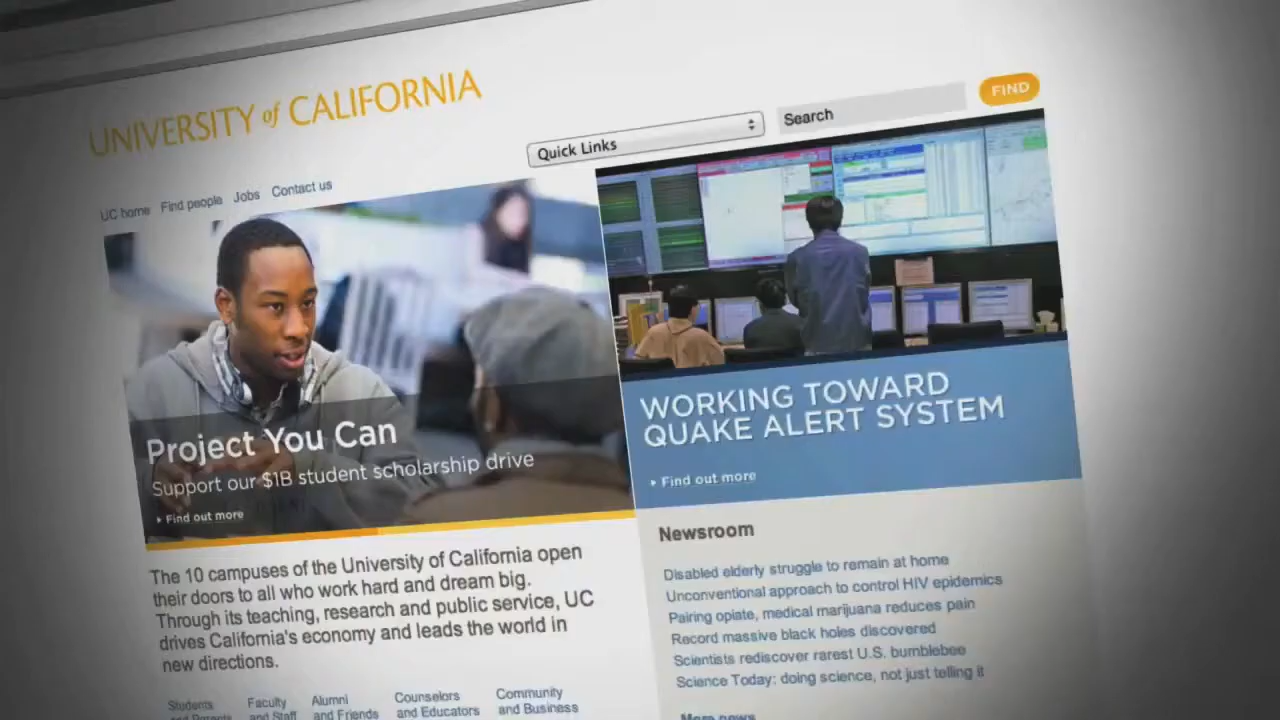 UNIVERSITY of CALIFORNIA
Quick Links
Search
FIND
UC home
Find people
Jobs
Contact us
Project You Can
Support our $1B student scholarship drive
Find out more
WORKING TOWARD
QUAKE ALERT SYSTEM
Find out more
The 10 campuses of the University of California open
their doors to all who work hard and dream big.
Through its teaching, research and public service, UC
drives California's economy and leads the world in
new directions.
Newsroom
Disabled elderly struggle to remain at home
Unconventional approach to control HIV epidemics
Pairing opiate, medical marijuana reduces pain
Record massive black holes discovered
Scientists rediscover rarest U.S. bumblebee
Science Today: doing science, not just telling it
More news
Students
and Parents
Faculty
and Staff
Alumni
and Friends
Counselors
and Educators
Community
and Business